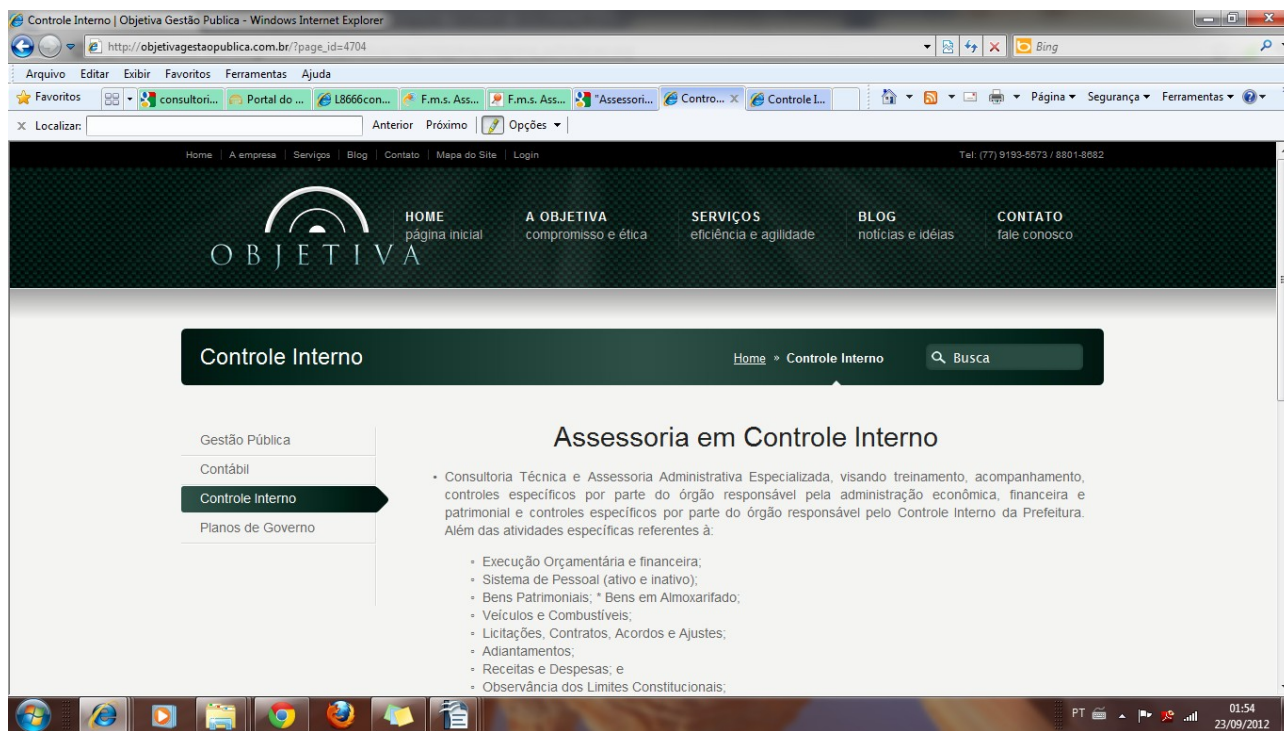 Controle Interno | Objetiva Gestão Publica - Windows Internet Explorer
http://objetivagestaopublica.com.br/?page_id=4704
Bing
Arquivo Editar Exibir Favoritos Ferramentas Ajuda
Favoritos consultori... Portal do ... L8666con... F.m.s. Ass... F.m.s. Ass... "Assessori... Contro... X Controle I... Página Segurança Ferramentas
X Localizar: Anterior Próximo Opções
Home | A empresa | Serviços | Blog | Contato | Mapa do Site | Login Tel: (77) 9193-5573 / 8801-8682
HOME A OBJETIVA SERVIÇOS BLOG CONTATO
página inicial compromisso e ética eficiência e agilidade notícias e idéias fale conosco
OBJETIVA
Controle Interno Home » Controle Interno Busca
Assessoria em Controle Interno
Gestão Pública
Contábil
Controle Interno
Planos de Governo
• Consultoria Técnica e Assessoria Administrativa Especializada, visando treinamento, acompanhamento,
controles específicos por parte do órgão responsável pela administração econômica, financeira e
patrimonial e controles específicos por parte do órgão responsável pelo Controle Interno da Prefeitura.
Além das atividades específicas referentes à:
Execução Orçamentária e financeira;
Sistema de Pessoal (ativo e inativo);
Bens Patrimoniais; * Bens em Almoxarifado;
Veículos e Combustíveis;
Licitações, Contratos, Acordos e Ajustes;
Adiantamentos;
Receitas e Despesas; e
Observância dos Limites Constitucionais;
PT 01:54
23/09/2012